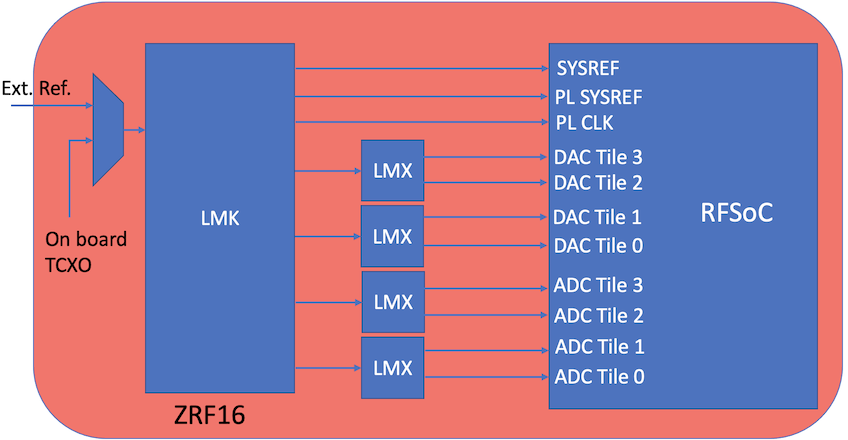 Ext. Ref.
On board
TCXO
LMK
ZRF16
LMX
LMX
LMX
LMX
SYSREF
PL SYSREF
PL CLK
DAC Tile 3
DAC Tile 2
DAC Tile 1
DAC Tile 0
ADC Tile 3
ADC Tile 2
ADC Tile 1
ADC Tile 0
RFSoC